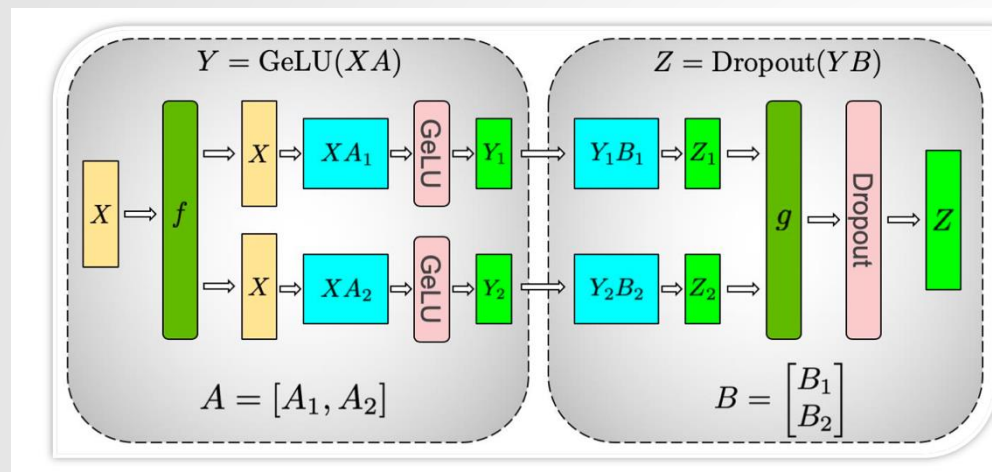 Y = GeLU(XA)
Z = Dropout(YB)
X
f
X
XA₁
GeLU
Y₁
X
XA₂
GeLU
Y₂
Y₁B₁
Z₁
Y₂B₂
Z₂
g
Dropout
Z
A = [A₁, A₂]
B = [B₁
B₂]